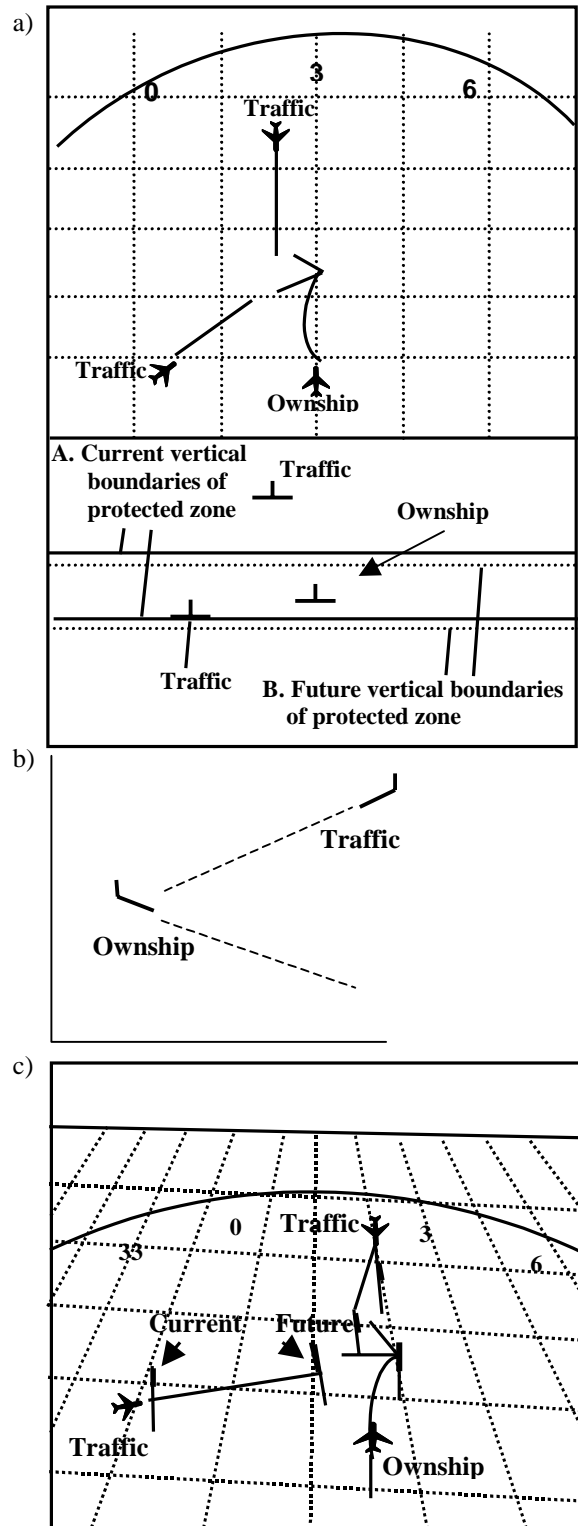 a)
0
3
6
Traffic
Traffic
Ownship
A. Current vertical
boundaries of
protected zone
Traffic
Ownship
Traffic
B. Future vertical boundaries
of protected zone
b)
Traffic
Ownship
c)
33
0
Traffic
3
6
Current
Future
Traffic
Ownship